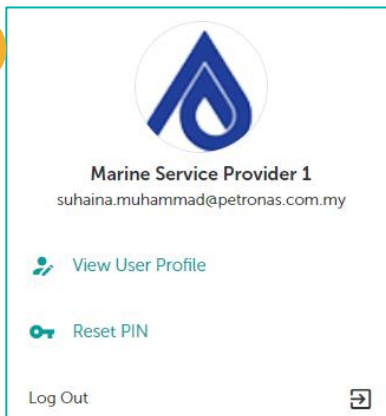 Marine Service Provider 1
suhaina.muhammad@petronas.com.my
View User Profile
Reset PIN
Log Out